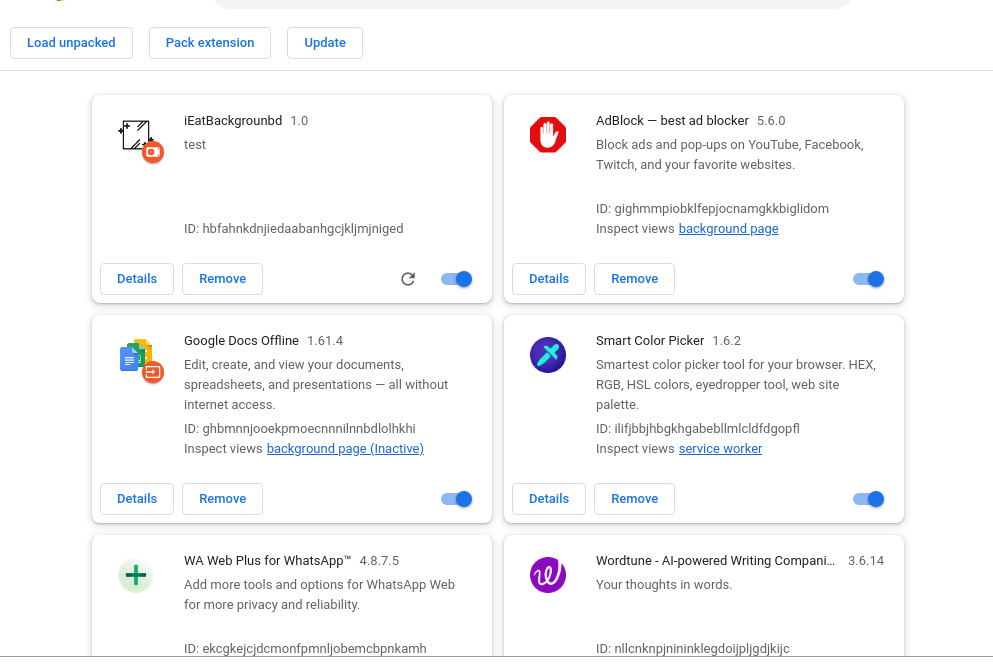 Load unpacked
Pack extension
Update
iEatBackgrounbd 1.0
test
ID: hbfahnkdnjiedaabanhgcjkljmjniged
Details
Remove
AdBlock — best ad blocker 5.6.0
Block ads and pop-ups on YouTube, Facebook,
Twitch, and your favorite websites.
ID: gighmmpiobklfepjocnamgkkbiglidom
Inspect views background page
Details
Remove
Google Docs Offline 1.61.4
Edit, create, and view your documents,
spreadsheets, and presentations — all without
internet access.
ID: ghbmnnjooekpmoecnnnilnnbdlolhkhi
Inspect views background page (Inactive)
Details
Remove
Smart Color Picker 1.6.2
Smartest color picker tool for your browser. HEX,
RGB, HSL colors, eyedropper tool, web site
palette.
ID: ilifjbbjhbgkhgabebllmlcldfdgopfl
Inspect views service worker
Details
Remove
WA Web Plus for WhatsApp™ 4.8.7.5
Add more tools and options for WhatsApp Web
for more privacy and reliability.
ID: ekcgkejcjdcmonfpmnljobemcbpnkamh
Wordtune - AI-powered Writing Compani... 3.6.14
Your thoughts in words.
ID: nllcnknpjnininklegdoijpljgdjkijc